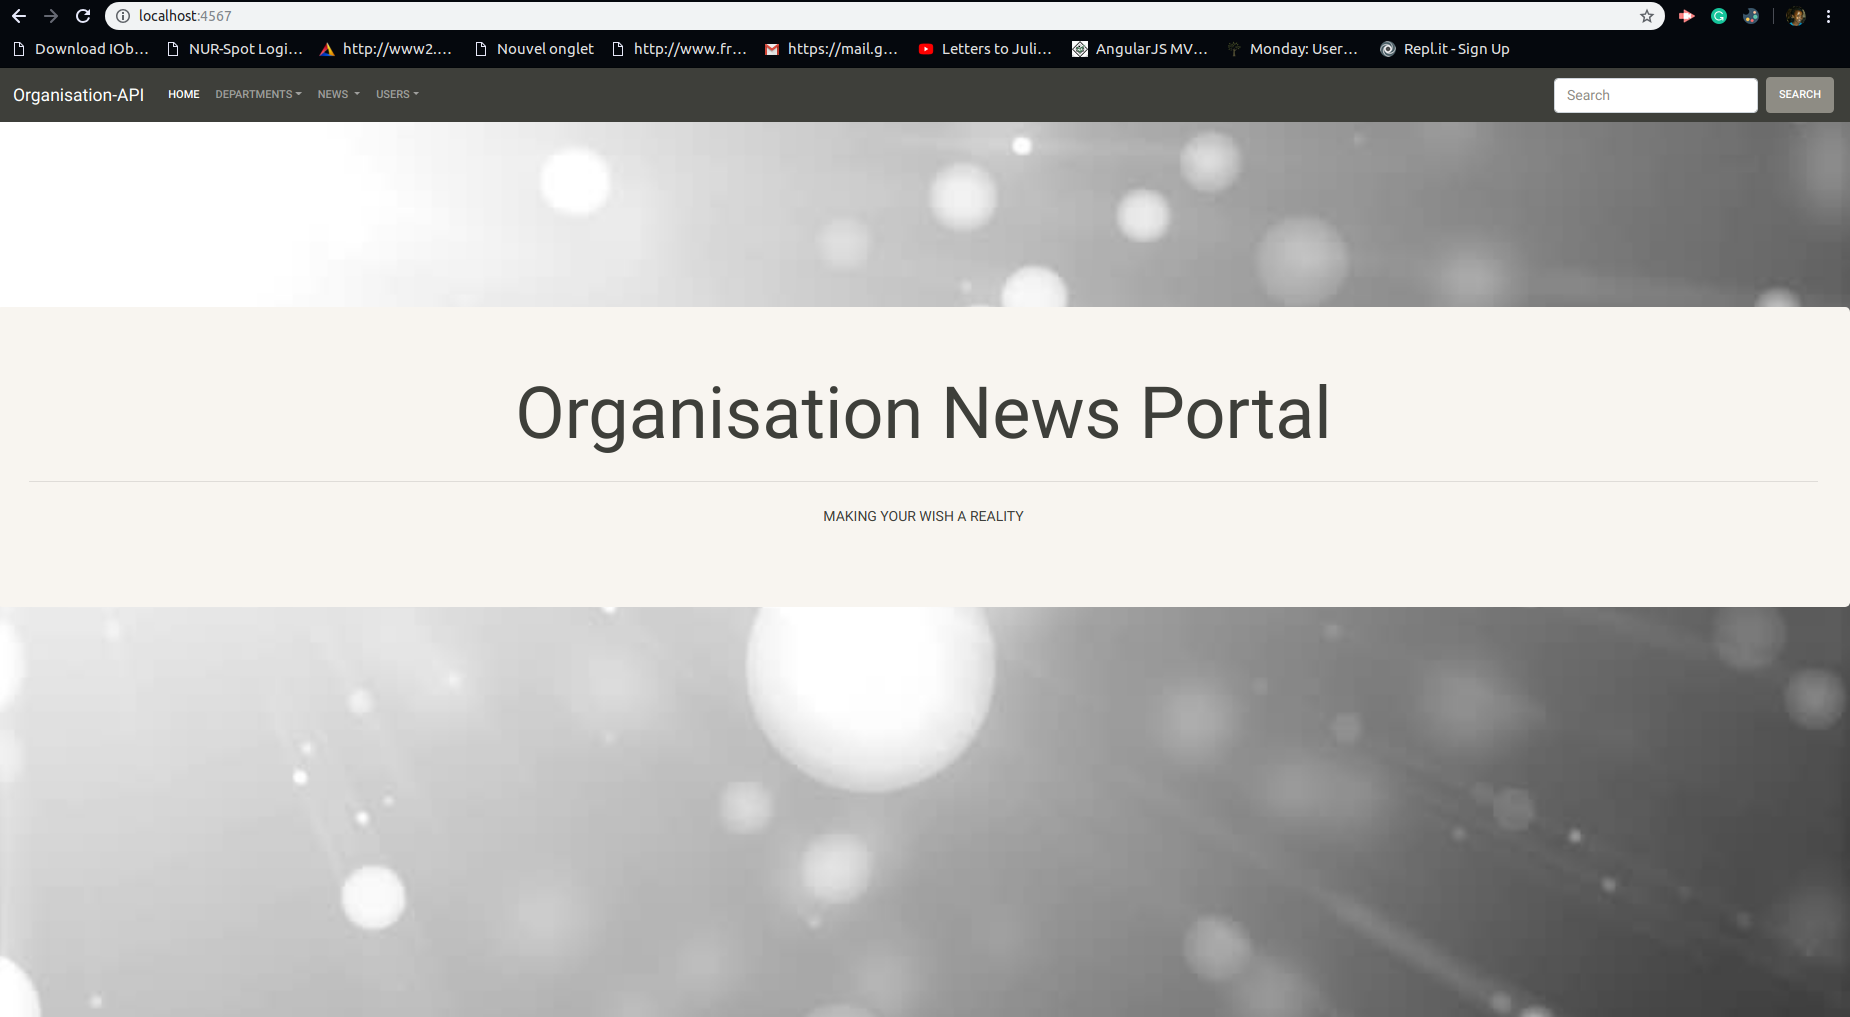 localhost:4567
Download IOb... NUR-Spot Logi... http://www2.... Nouvel onglet http://www.fr... https://mail.g... Letters to Juli... AngularJS MV... Monday: User... Repl.it - Sign Up
Organisation-API HOME DEPARTMENTS NEWS USERS Search SEARCH
Organisation News Portal
MAKING YOUR WISH A REALITY